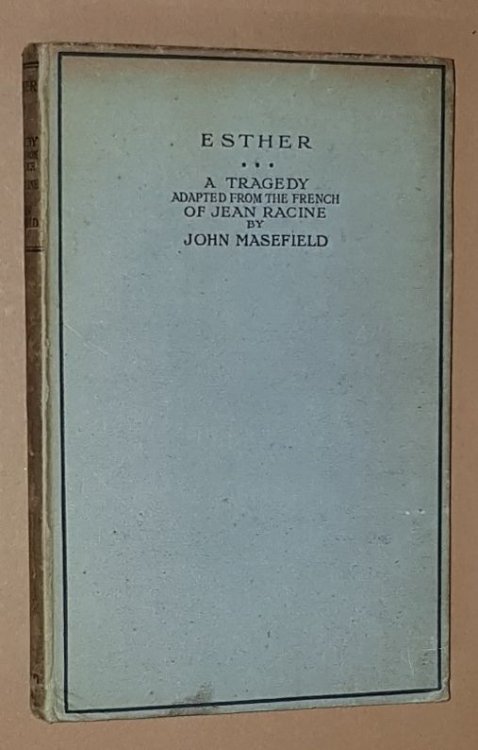 ESTHER
A TRAGEDY
ADAPTED FROM THE FRENCH
OF JEAN RACINE
BY
JOHN MASEFIELD